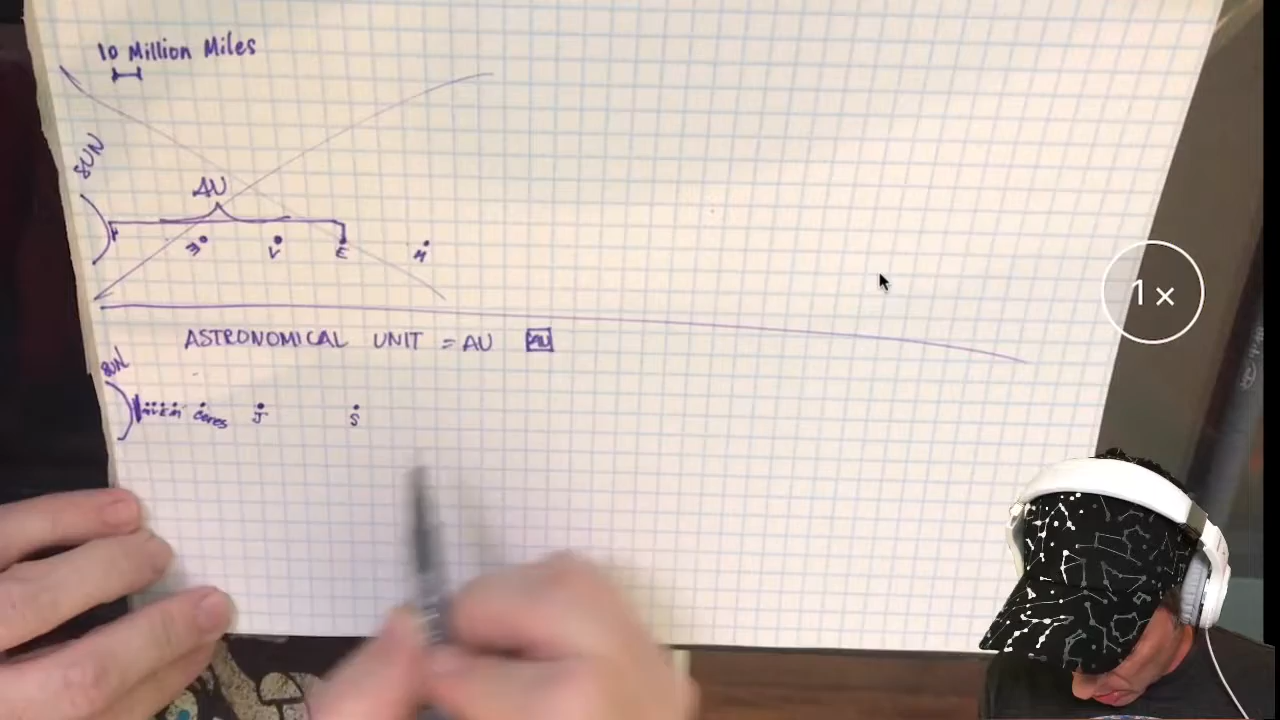 10 Million Miles
SUN
AU
M
V
E
M
ASTRONOMICAL UNIT = AU AU
SUN
M V E M Ceres J S
1×